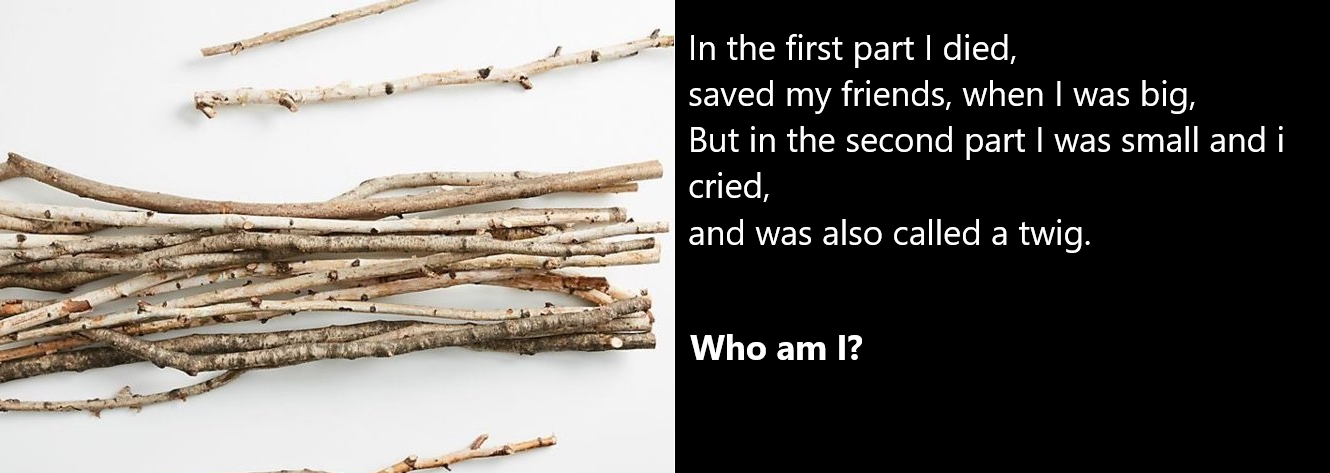 In the first part I died,
saved my friends, when I was big,
But in the second part I was small and i
cried,
and was also called a twig.
Who am I?